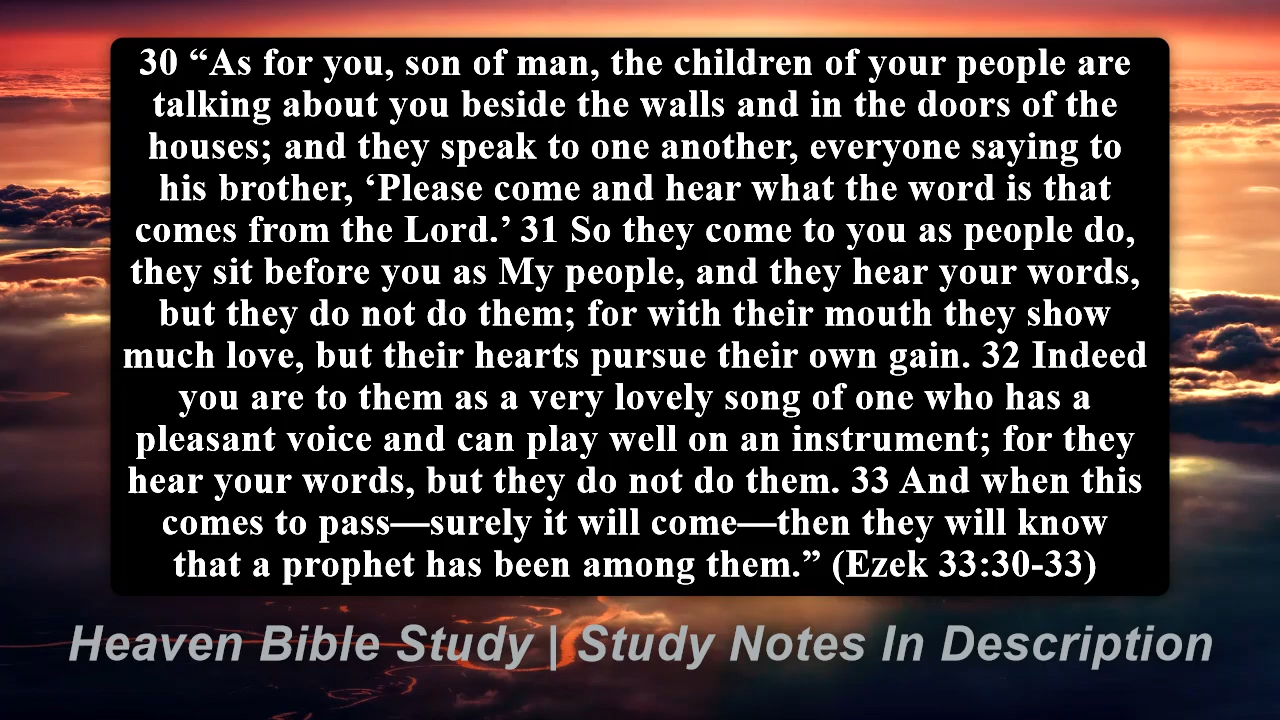 30 “As for you, son of man, the children of your people are
talking about you beside the walls and in the doors of the
houses; and they speak to one another, everyone saying to
his brother, ‘Please come and hear what the word is that
comes from the Lord.’ 31 So they come to you as people do,
they sit before you as My people, and they hear your words,
but they do not do them; for with their mouth they show
much love, but their hearts pursue their own gain. 32 Indeed
you are to them as a very lovely song of one who has a
pleasant voice and can play well on an instrument; for they
hear your words, but they do not do them. 33 And when this
comes to pass—surely it will come—then they will know
that a prophet has been among them.” (Ezek 33:30-33)
Heaven Bible Study | Study Notes In Description